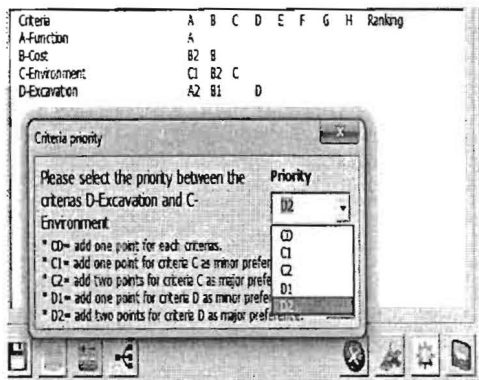 Criteria A B C D E F G H Ranking
A-Function A
B-Cost B2 B
C-Environment C1 B2 C
D-Excavation A2 B1 D
Criteria priority
Please select the priority between the
criteras D-Excavation and C-
Environment
Priority
D2
CD
C1
C2
D1
D2
* CD= add one point for each criteras.
* C1= add one point for criteria C as minor prefer
* C2= add two points for criteria C as major prefe
* D1= add one point for criteria D as minor prefe
* D2= add two points for criteria D as major preference.